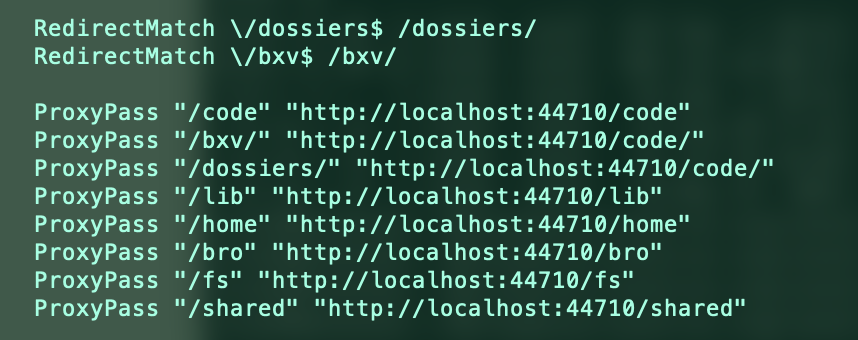 RedirectMatch \/dossiers$ /dossiers/
RedirectMatch \/bxv$ /bxv/
ProxyPass "/code" "http://localhost:44710/code"
ProxyPass "/bxv/" "http://localhost:44710/code/"
ProxyPass "/dossiers/" "http://localhost:44710/code/"
ProxyPass "/lib" "http://localhost:44710/lib"
ProxyPass "/home" "http://localhost:44710/home"
ProxyPass "/bro" "http://localhost:44710/bro"
ProxyPass "/fs" "http://localhost:44710/fs"
ProxyPass "/shared" "http://localhost:44710/shared"